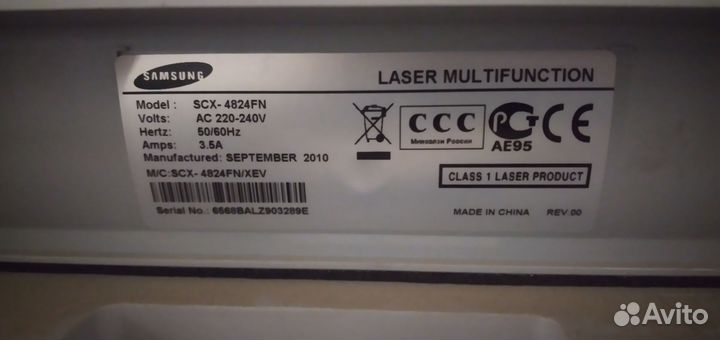 SAMSUNG
LASER MULTIFUNCTION
Model : SCX- 4824FN
Volts: AC 220-240V
Hertz: 50/60Hz
Amps: 3.5A
Manufactured: SEPTEMBER 2010
M/C:SCX- 4824FN/XEV
Serial No.: 6568BALZ903289E
CCC
Минсвязи России
РСТ
AE95
CE
CLASS 1 LASER PRODUCT
MADE IN CHINA REV.00
Avito